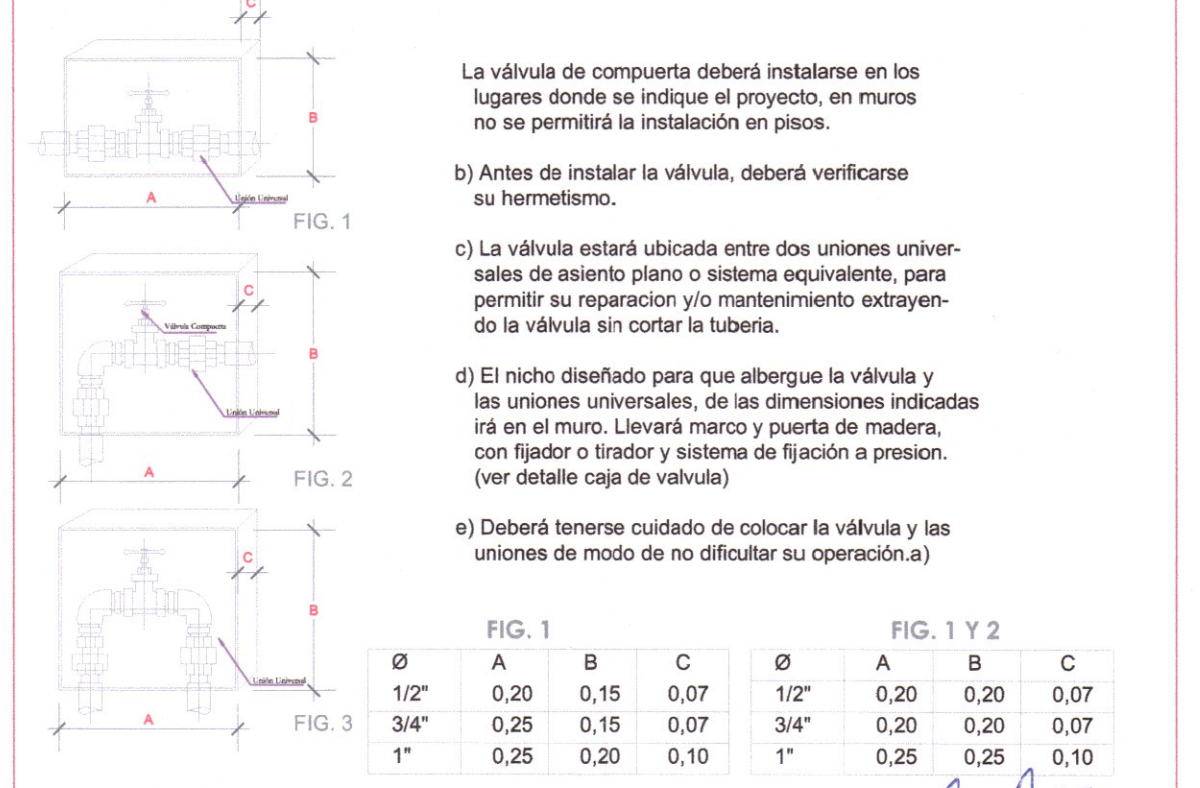 C
B
A
Unión Universal
FIG. 1
C
Válvula Compuerta
B
Unión Universal
A
FIG. 2
C
B
Unión Universal
A
FIG. 3
La válvula de compuerta deberá instalarse en los
lugares donde se indique el proyecto, en muros
no se permitirá la instalación en pisos.
b) Antes de instalar la válvula, deberá verificarse
su hermetismo.
c) La válvula estará ubicada entre dos uniones univer-
sales de asiento plano o sistema equivalente, para
permitir su reparacion y/o mantenimiento extrayen-
do la válvula sin cortar la tuberia.
d) El nicho diseñado para que albergue la válvula y
las uniones universales, de las dimensiones indicadas
irá en el muro. Llevará marco y puerta de madera,
con fijador o tirador y sistema de fijación a presion.
(ver detalle caja de valvula)
e) Deberá tenerse cuidado de colocar la válvula y las
uniones de modo de no dificultar su operación.a)
FIG. 1
Ø A B C
1/2" 0,20 0,15 0,07
3/4" 0,25 0,15 0,07
1" 0,25 0,20 0,10
FIG. 1 Y 2
Ø A B C
1/2" 0,20 0,20 0,07
3/4" 0,20 0,20 0,07
1" 0,25 0,25 0,10